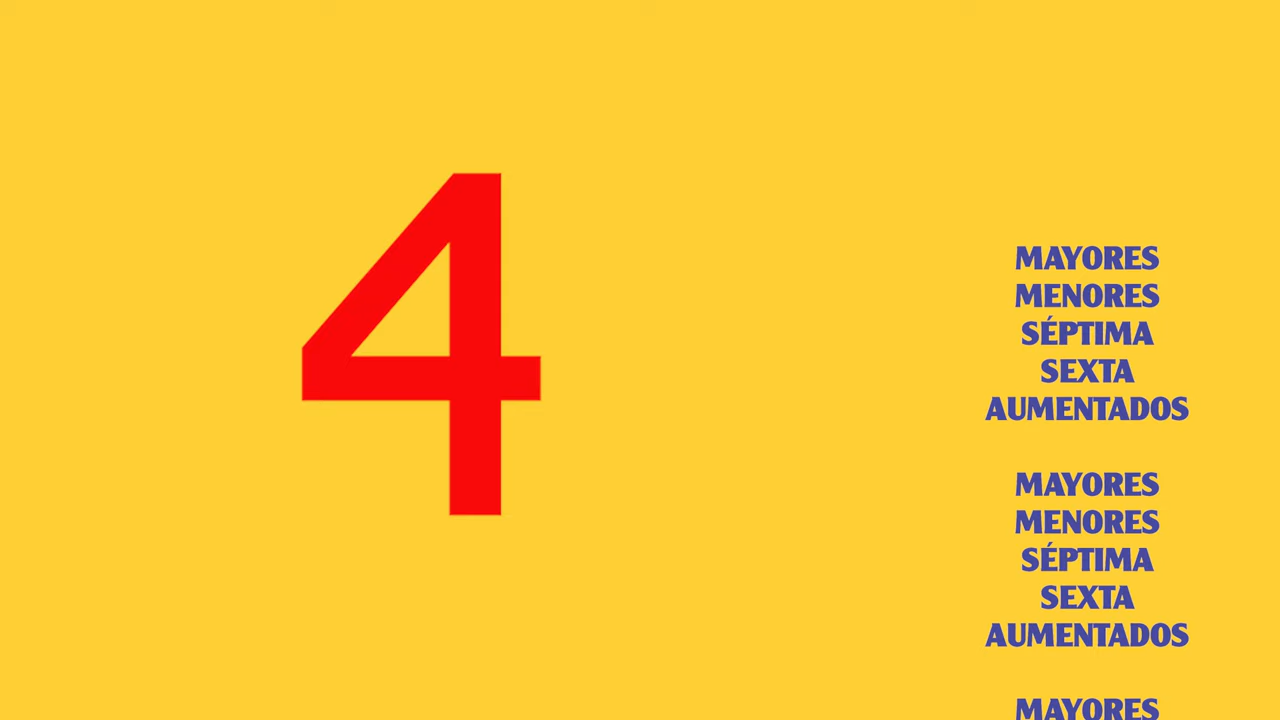 4
MAYORES
MENORES
SÉPTIMA
SEXTA
AUMENTADOS
MAYORES
MENORES
SÉPTIMA
SEXTA
AUMENTADOS
MAYORES